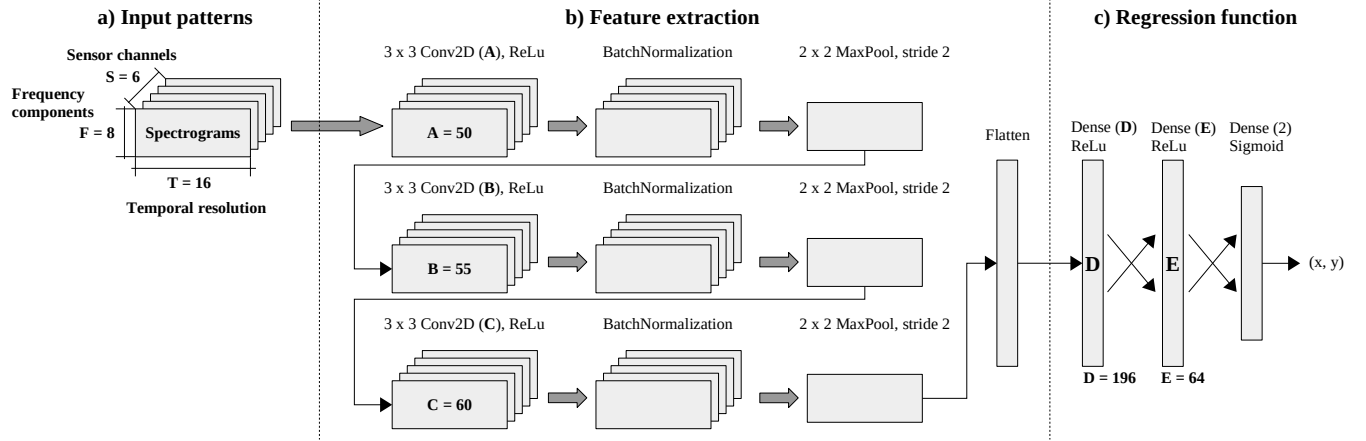 a) Input patterns
b) Feature extraction
c) Regression function
Sensor channels
S = 6
Frequency
components
F = 8
Spectrograms
T = 16
Temporal resolution
3 x 3 Conv2D (A), ReLu
BatchNormalization
2 x 2 MaxPool, stride 2
A = 50
3 x 3 Conv2D (B), ReLu
BatchNormalization
2 x 2 MaxPool, stride 2
B = 55
3 x 3 Conv2D (C), ReLu
BatchNormalization
2 x 2 MaxPool, stride 2
C = 60
Flatten
Dense (D)
ReLu
Dense (E)
ReLu
Dense (2)
Sigmoid
D
E
(x, y)
D = 196
E = 64